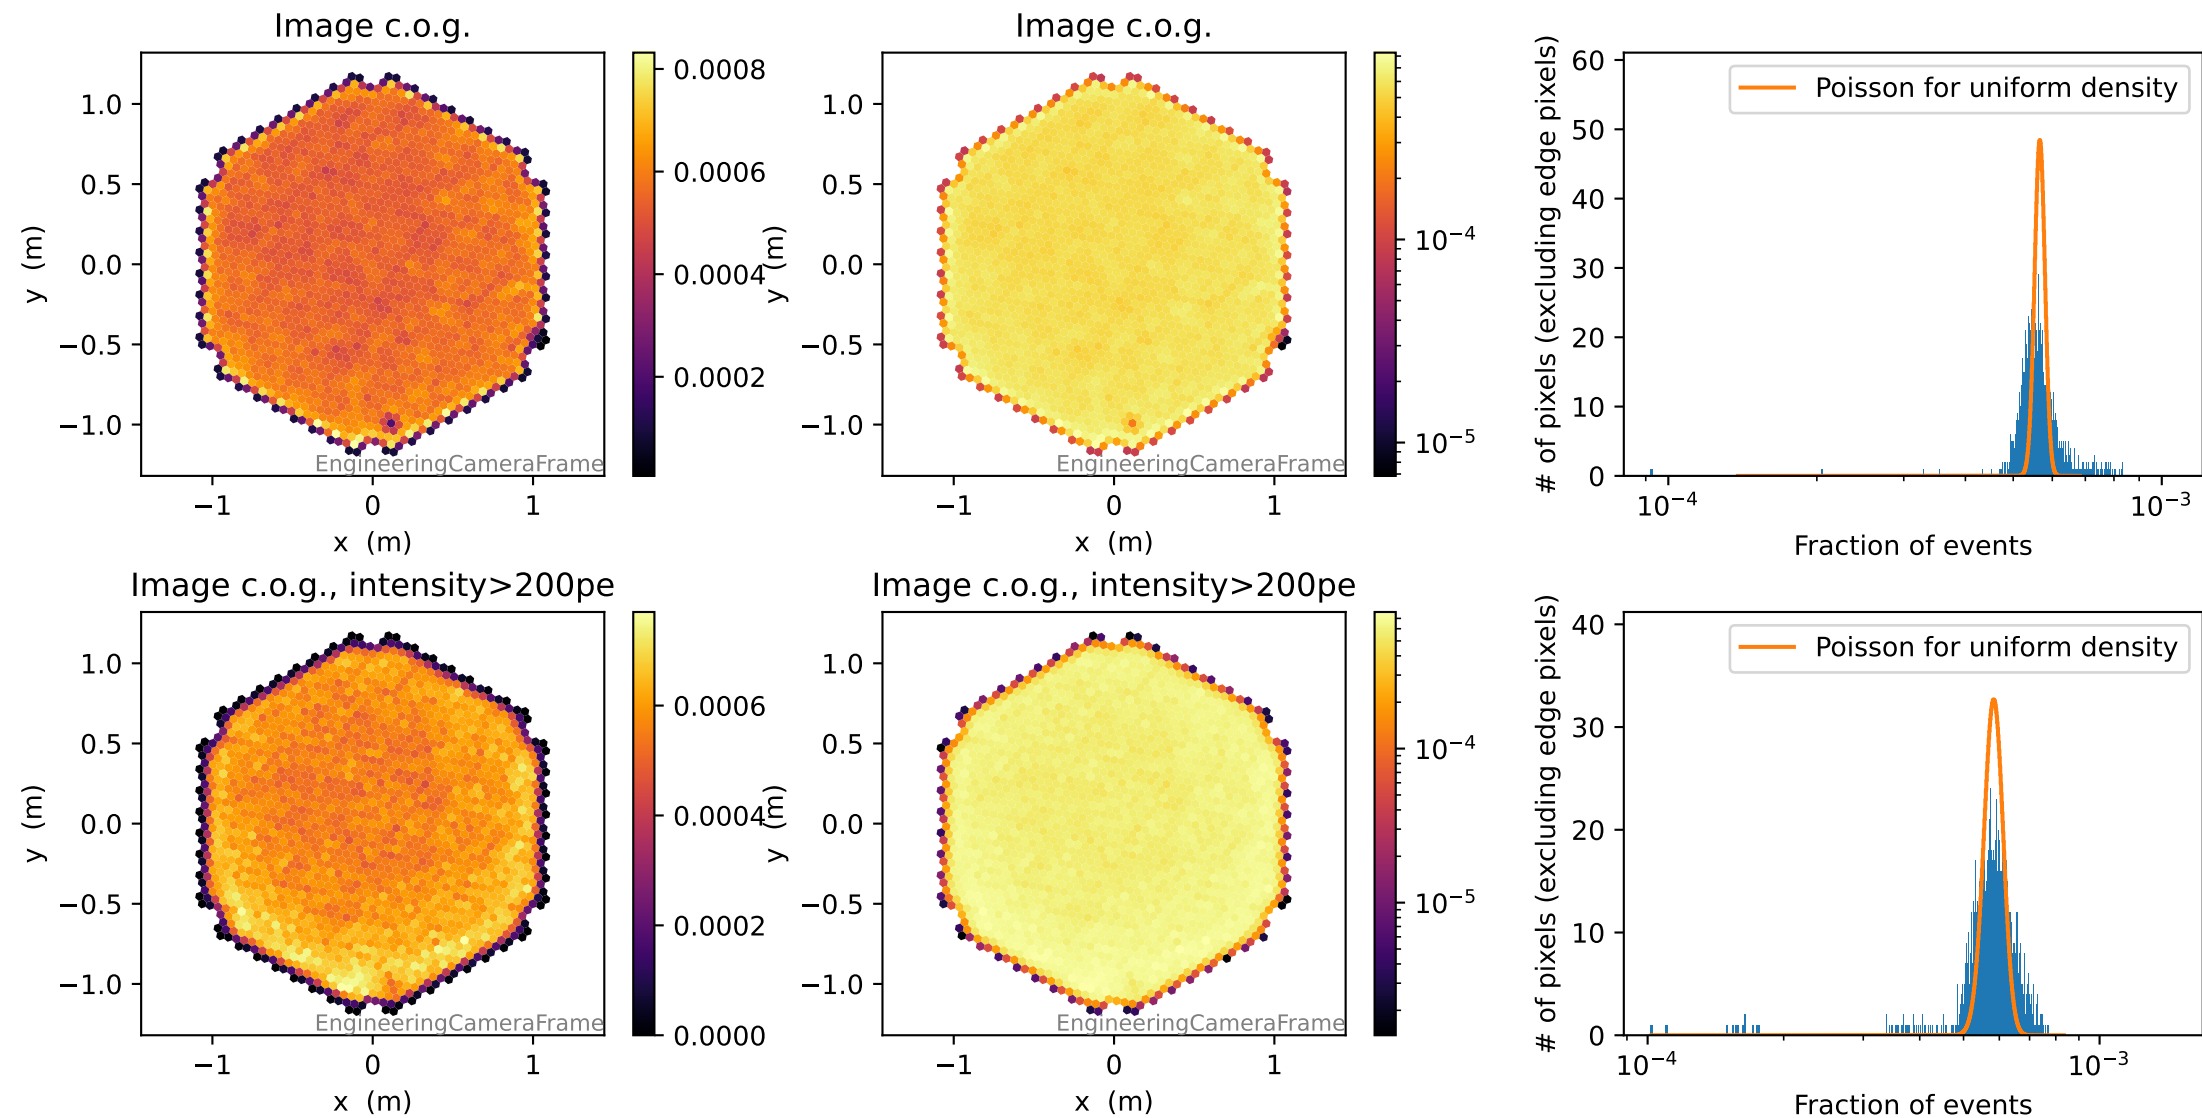 Image c.o.g.
1.0
0.5
0.0
−0.5
−1.0
y (m)
−1 0 1
x (m)
EngineeringCameraFrame
0.0008
0.0006
0.0004
0.0002
Image c.o.g.
1.0
0.5
0.0
−0.5
−1.0
y (m)
−1 0 1
x (m)
EngineeringCameraFrame
10⁻⁴
10⁻⁵
# of pixels (excluding edge pixels)
60
50
40
30
20
10
0
Poisson for uniform density
10⁻⁴ 10⁻³
Fraction of events
Image c.o.g., intensity>200pe
1.0
0.5
0.0
−0.5
−1.0
y (m)
−1 0 1
x (m)
EngineeringCameraFrame
0.0006
0.0004
0.0002
0.0000
Image c.o.g., intensity>200pe
1.0
0.5
0.0
−0.5
−1.0
y (m)
−1 0 1
x (m)
EngineeringCameraFrame
10⁻⁴
10⁻⁵
# of pixels (excluding edge pixels)
40
30
20
10
0
Poisson for uniform density
10⁻⁴ 10⁻³
Fraction of events